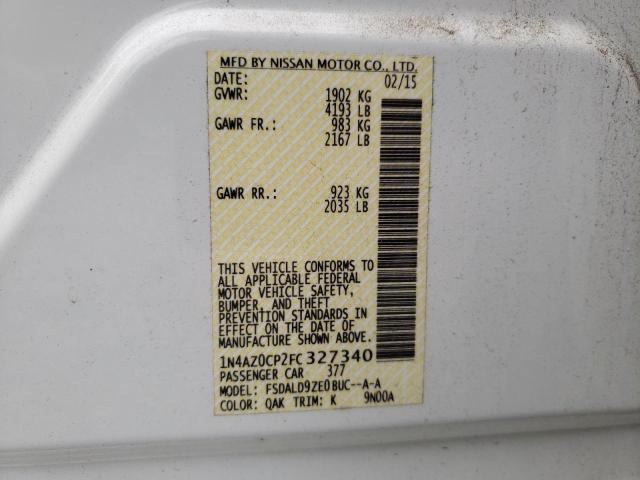 MFD BY NISSAN MOTOR CO., LTD.
DATE: 02/15
GVWR: 1902 KG
4193 LB
GAWR FR.: 983 KG
2167 LB
GAWR RR.: 923 KG
2035 LB
THIS VEHICLE CONFORMS TO
ALL APPLICABLE FEDERAL
MOTOR VEHICLE SAFETY,
BUMPER, AND THEFT
PREVENTION STANDARDS IN
EFFECT ON THE DATE OF
MANUFACTURE SHOWN ABOVE.
1N4AZ0CP2FC327340
PASSENGER CAR 377
MODEL: FSDALD9ZE0BUC--A-A
COLOR: QAK TRIM: K 9N00A